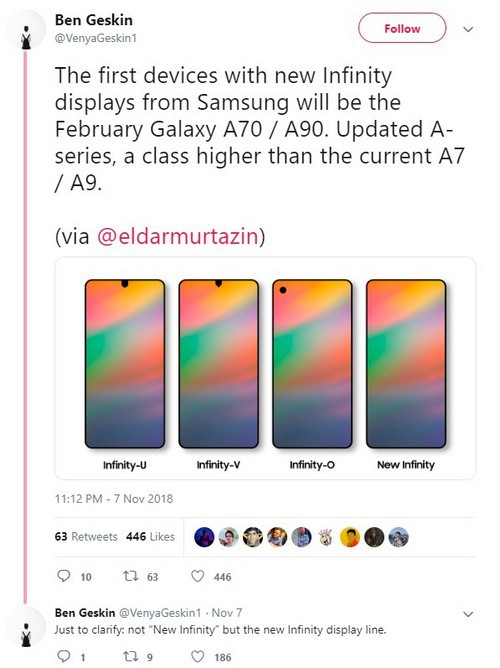 Ben Geskin
@VenyaGeskin1
Follow
The first devices with new Infinity
displays from Samsung will be the
February Galaxy A70 / A90. Updated A-
series, a class higher than the current A7
/ A9.
(via @eldarmurtazin)
Infinity-U
Infinity-V
Infinity-O
New Infinity
11:12 PM - 7 Nov 2018
63 Retweets 446 Likes
10 63 446
Ben Geskin @VenyaGeskin1 · Nov 7
Just to clarify: not “New Infinity” but the new Infinity display line.
1 9 186